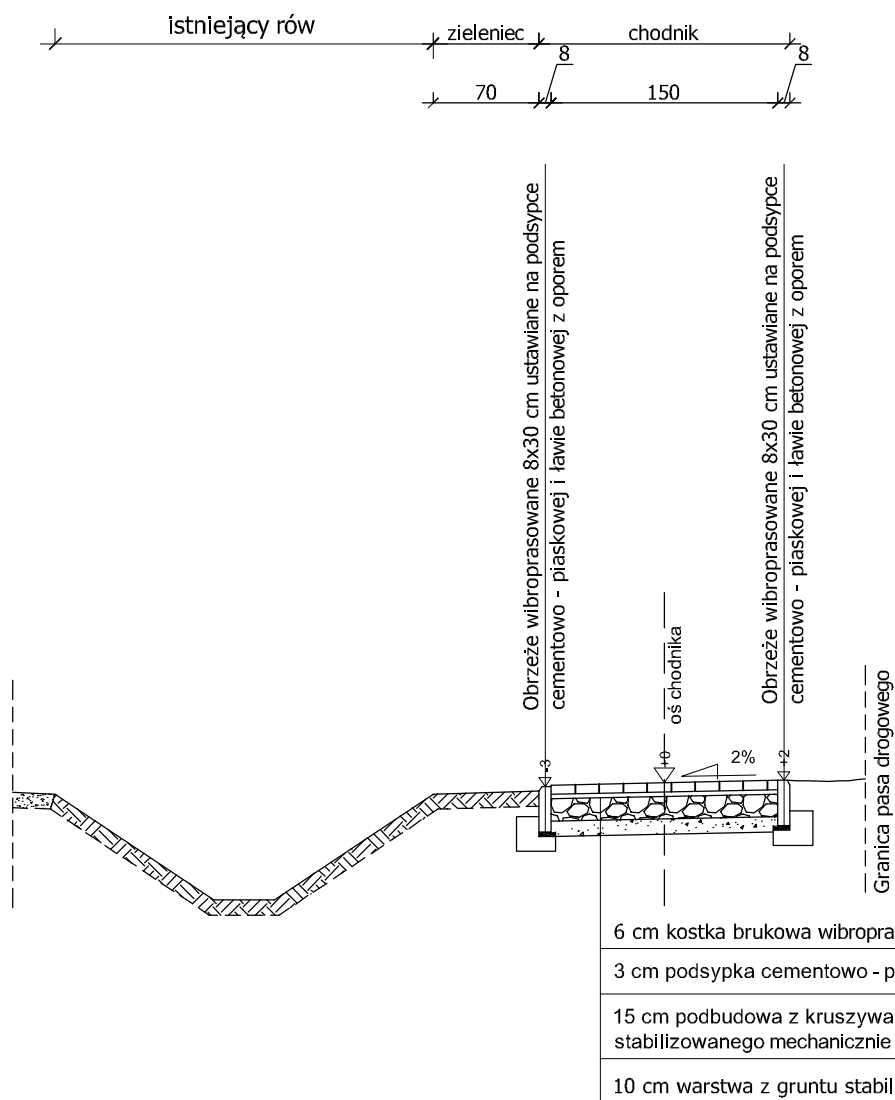 istniejący rów
zieleniec
chodnik
8
8
70
150
Obrzeże wibroprasowane 8x30 cm ustawiane na podsypce
cementowo - piaskowej i ławie betonowej z oporem
Obrzeże wibroprasowane 8x30 cm ustawiane na podsypce
cementowo - piaskowej i ławie betonowej z oporem
oś chodnika
Granica pasa drogowego
-3
+0
2%
+2
6 cm kostka brukowa wibropra
3 cm podsypka cementowo - p
15 cm podbudowa z kruszywa
stabilizowanego mechanicznie
10 cm warstwa z gruntu stabil